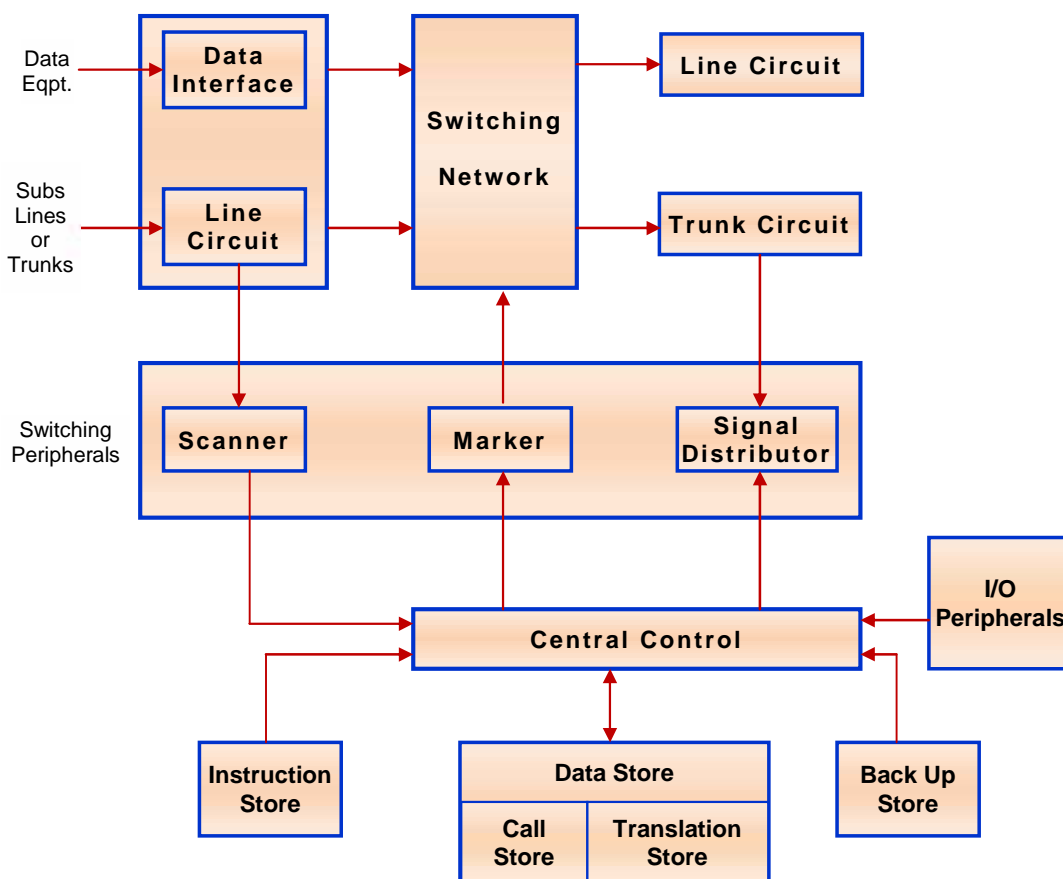 Data
Eqpt.
Data
Interface
Switching
Network
Line Circuit
Subs
Lines
or
Trunks
Line
Circuit
Trunk Circuit
Switching
Peripherals
Scanner
Marker
Signal
Distributor
I/O
Peripherals
Central Control
Instruction
Store
Data Store
Call
Store
Translation
Store
Back Up
Store